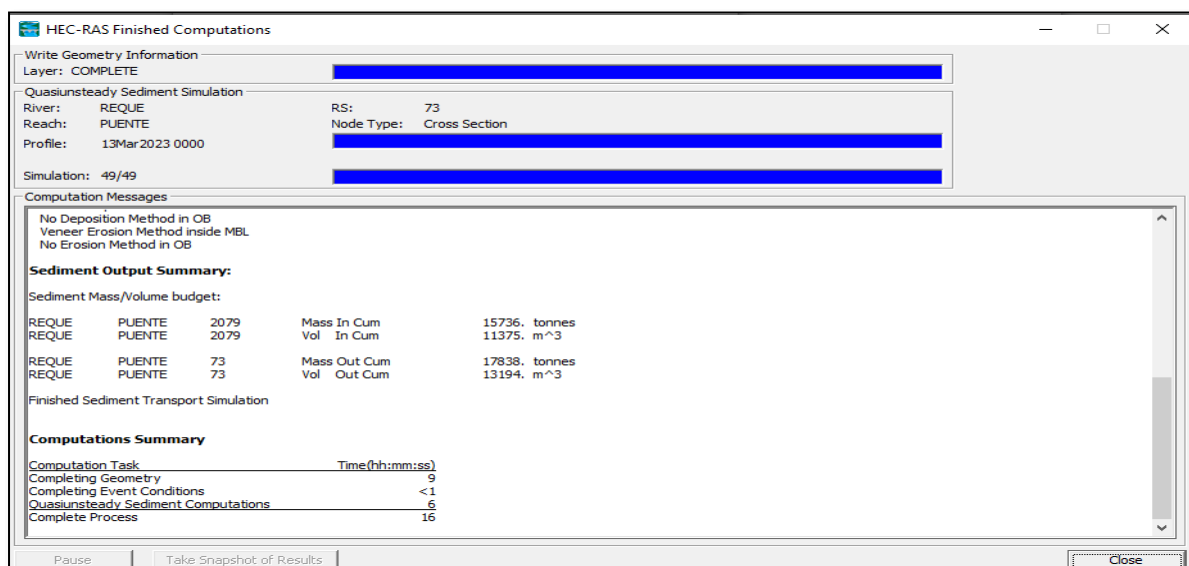 HEC-RAS Finished Computations
Write Geometry Information
Layer: COMPLETE
Quasiunsteady Sediment Simulation
River: REQUE RS: 73
Reach: PUENTE Node Type: Cross Section
Profile: 13Mar2023 0000
Simulation: 49/49
Computation Messages
No Deposition Method in OB
Veneer Erosion Method inside MBL
No Erosion Method in OB
Sediment Output Summary:
Sediment Mass/Volume budget:
REQUE PUENTE 2079 Mass In Cum 15736. tonnes
REQUE PUENTE 2079 Vol In Cum 11375. m^3
REQUE PUENTE 73 Mass Out Cum 17838. tonnes
REQUE PUENTE 73 Vol Out Cum 13194. m^3
Finished Sediment Transport Simulation
Computations Summary
Computation Task Time(hh:mm:ss)
Completing Geometry 9
Completing Event Conditions <1
Quasiunsteady Sediment Computations 6
Complete Process 16
Pause Take Snapshot of Results Close